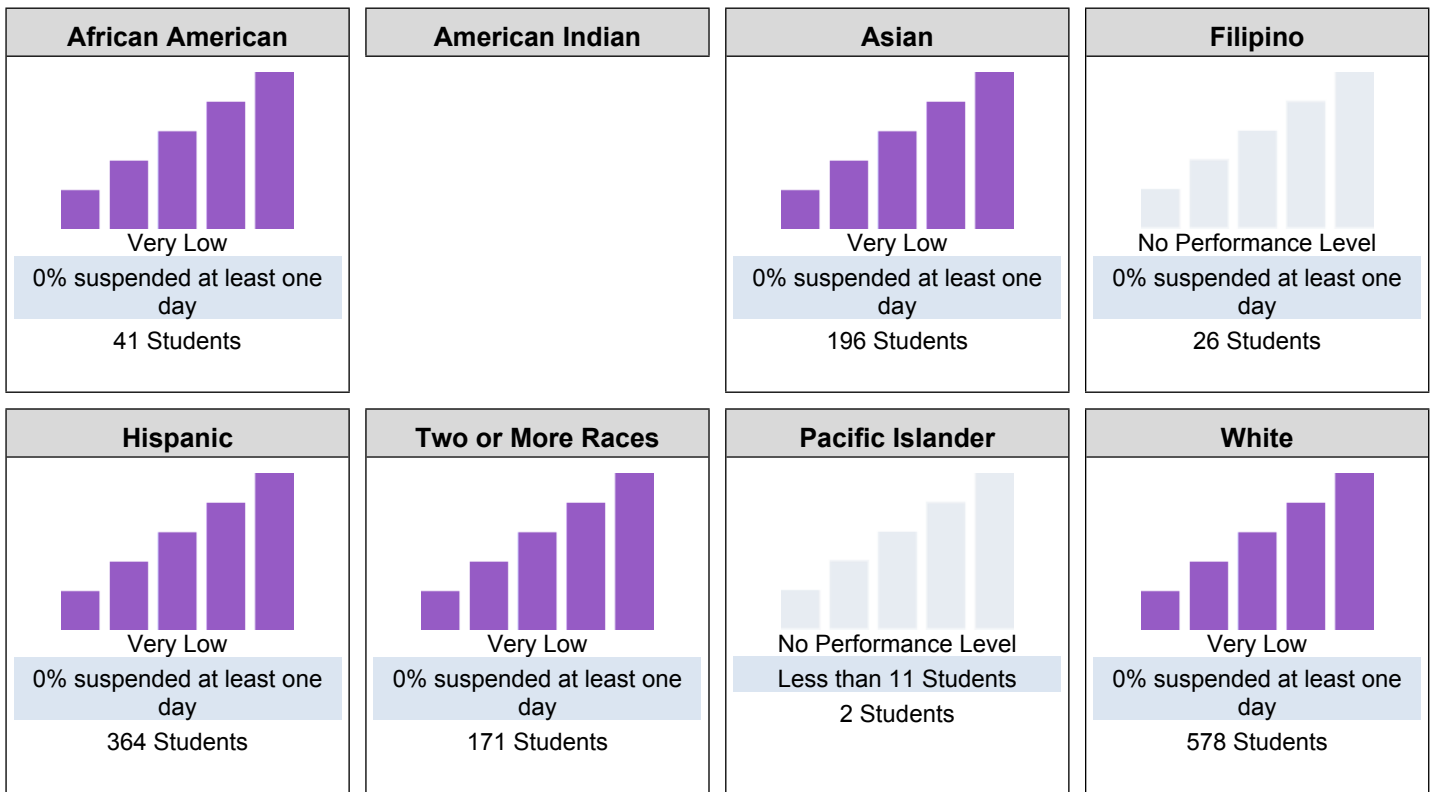 African American
Very Low
0% suspended at least one
day
41 Students
American Indian
Asian
Very Low
0% suspended at least one
day
196 Students
Filipino
No Performance Level
0% suspended at least one
day
26 Students
Hispanic
Very Low
0% suspended at least one
day
364 Students
Two or More Races
Very Low
0% suspended at least one
day
171 Students
Pacific Islander
No Performance Level
Less than 11 Students
2 Students
White
Very Low
0% suspended at least one
day
578 Students